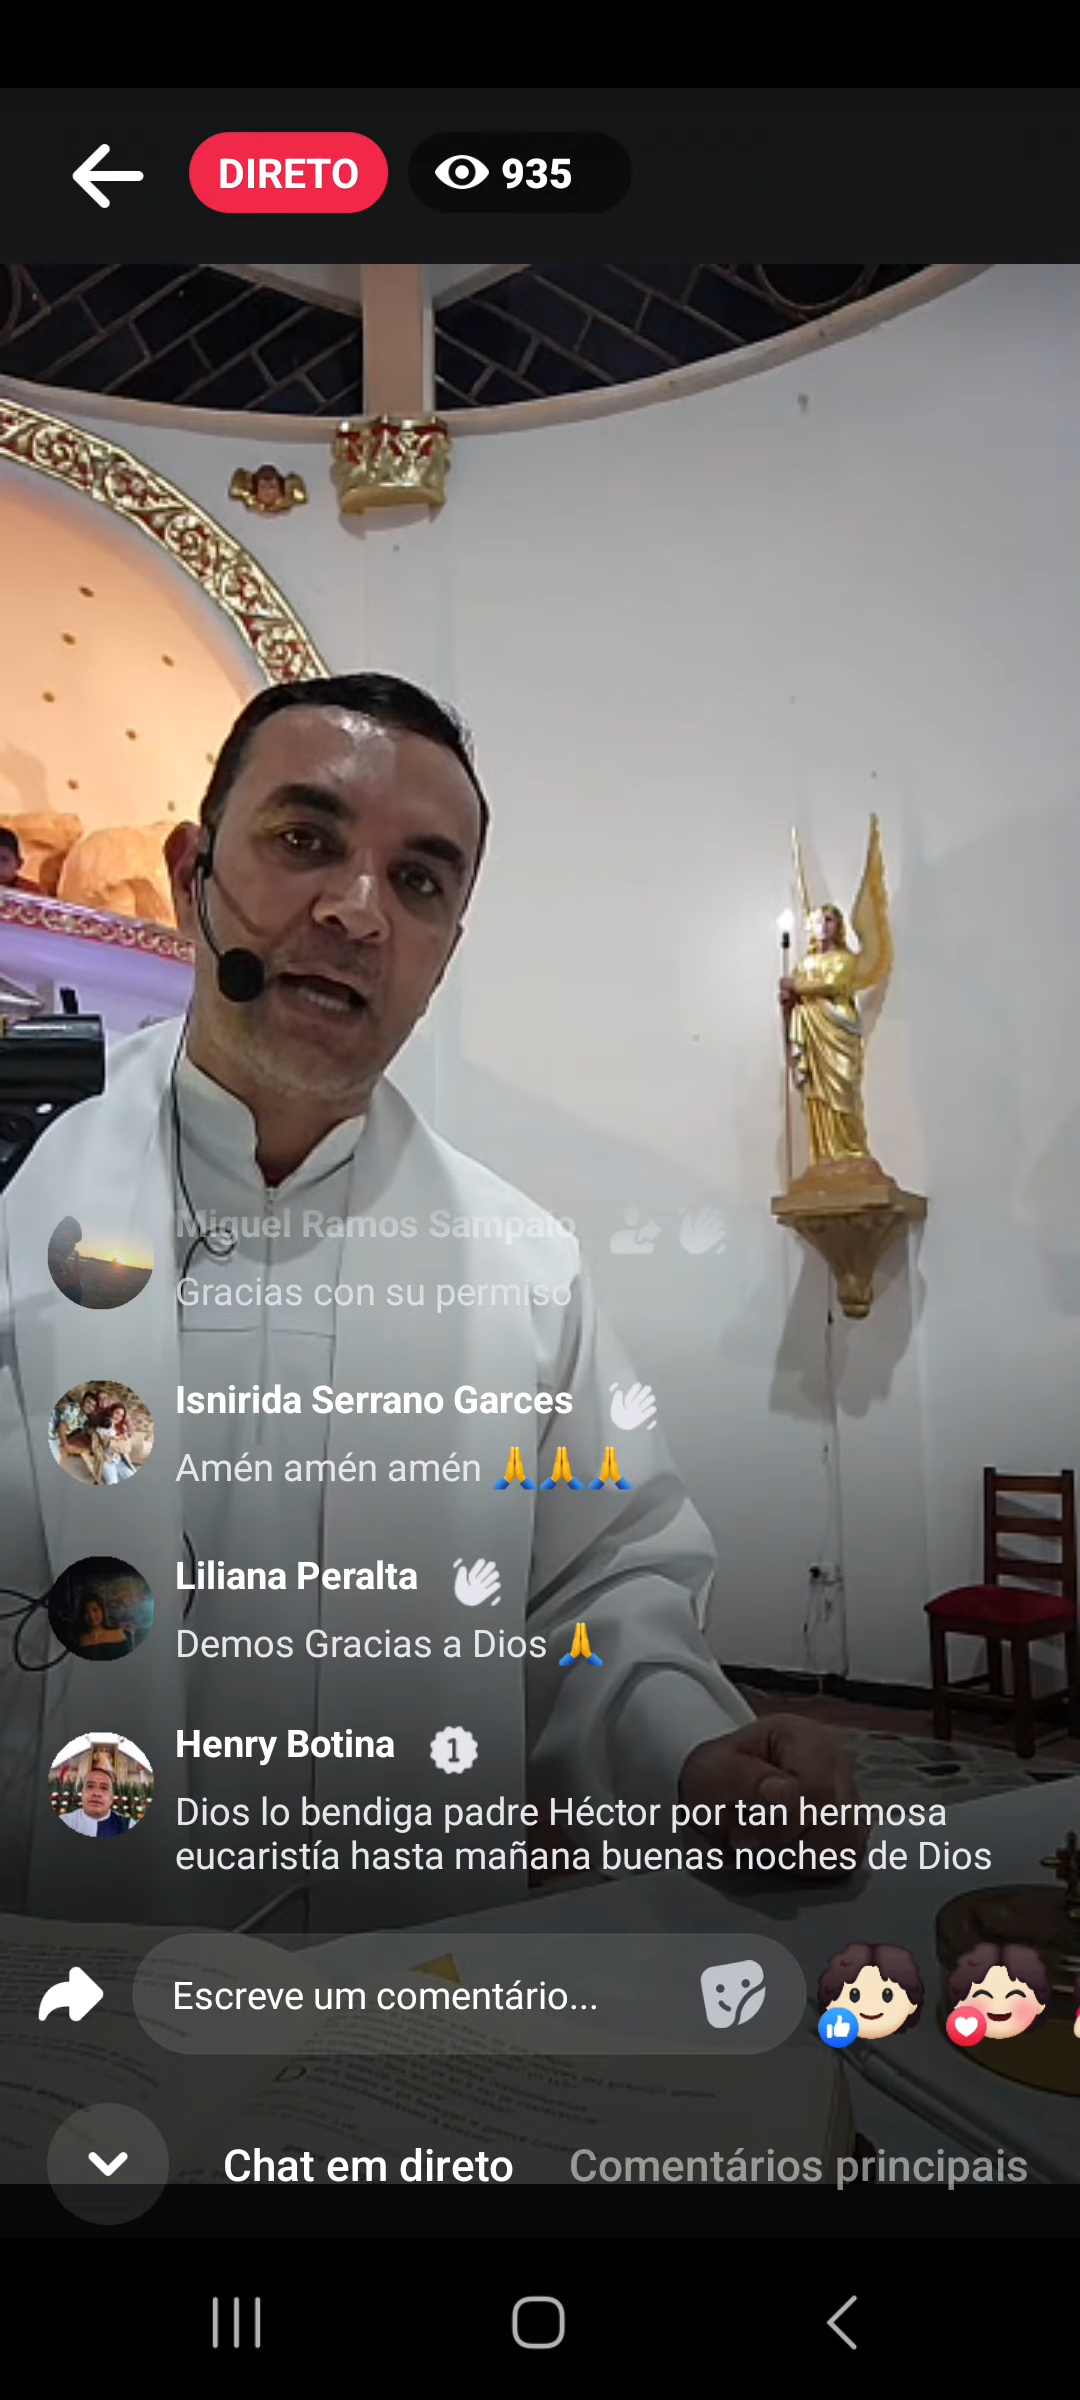 DIRETO
935
Miguel Ramos Sampaio
Gracias con su permiso
Isnirida Serrano Garces
Amén amén amén 🙏🙏🙏
Liliana Peralta
Demos Gracias a Dios 🙏
Henry Botina
1
Dios lo bendiga padre Héctor por tan hermosa
eucaristía hasta mañana buenas noches de Dios
Escreve um comentário...
Chat em direto
Comentários principais